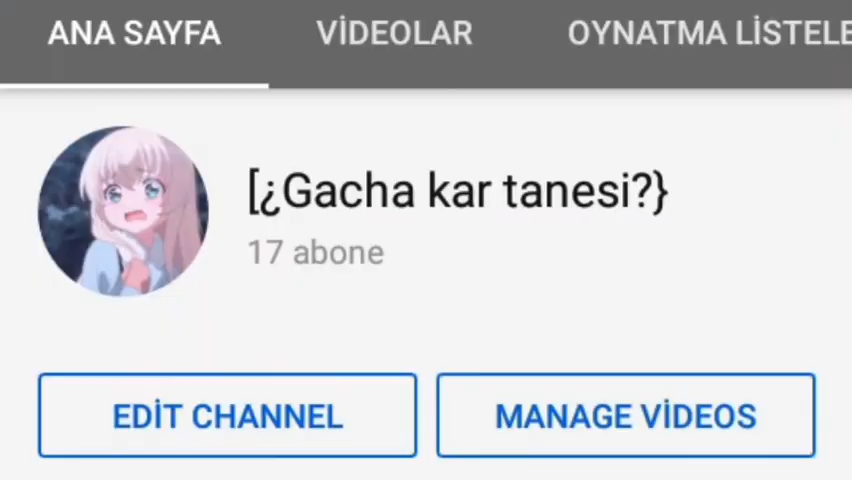 ANA SAYFA VİDEOLAR OYNATMA LİSTELE
[¿Gacha kar tanesi?}
17 abone
EDİT CHANNEL MANAGE VİDEOS